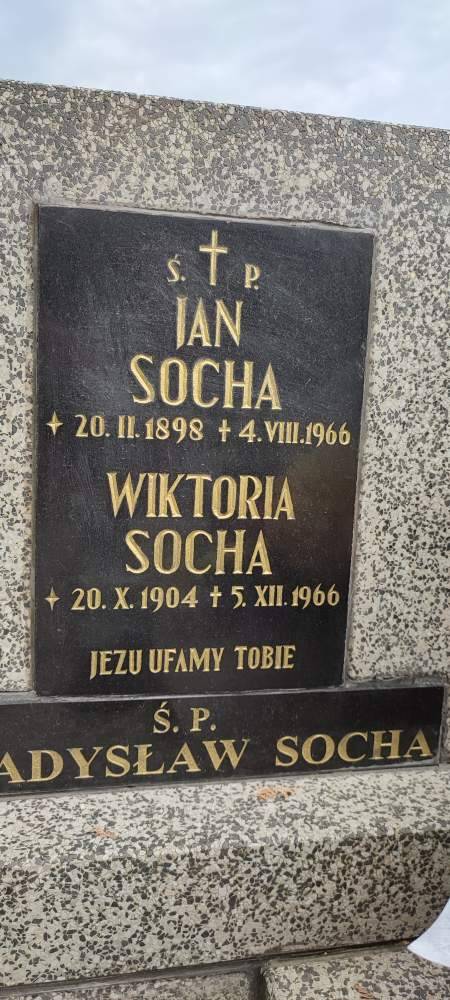 Ś. P.
JAN
SOCHA
20. II. 1898 † 4. VIII. 1966
WIKTORIA
SOCHA
20. X. 1904 † 5. XII. 1966
JEZU UFAMY TOBIE
Ś. P.
ADYSŁAW SOCHA